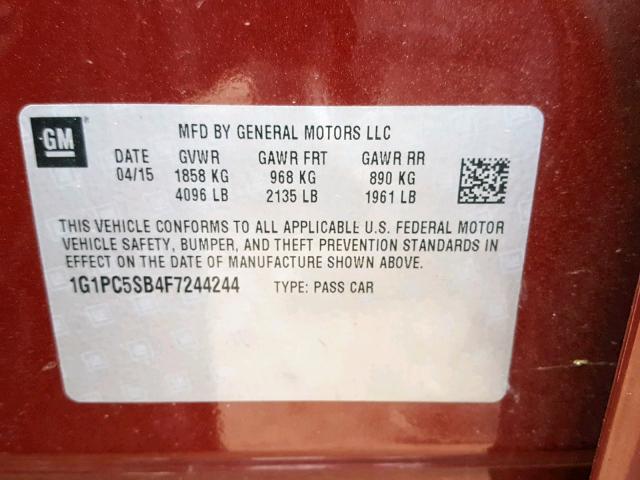 GM MFD BY GENERAL MOTORS LLC
DATE GVWR GAWR FRT GAWR RR
04/15 1858 KG 968 KG 890 KG
4096 LB 2135 LB 1961 LB
THIS VEHICLE CONFORMS TO ALL APPLICABLE U.S. FEDERAL MOTOR
VEHICLE SAFETY, BUMPER, AND THEFT PREVENTION STANDARDS IN
EFFECT ON THE DATE OF MANUFACTURE SHOWN ABOVE.
1G1PC5SB4F7244244 TYPE: PASS CAR